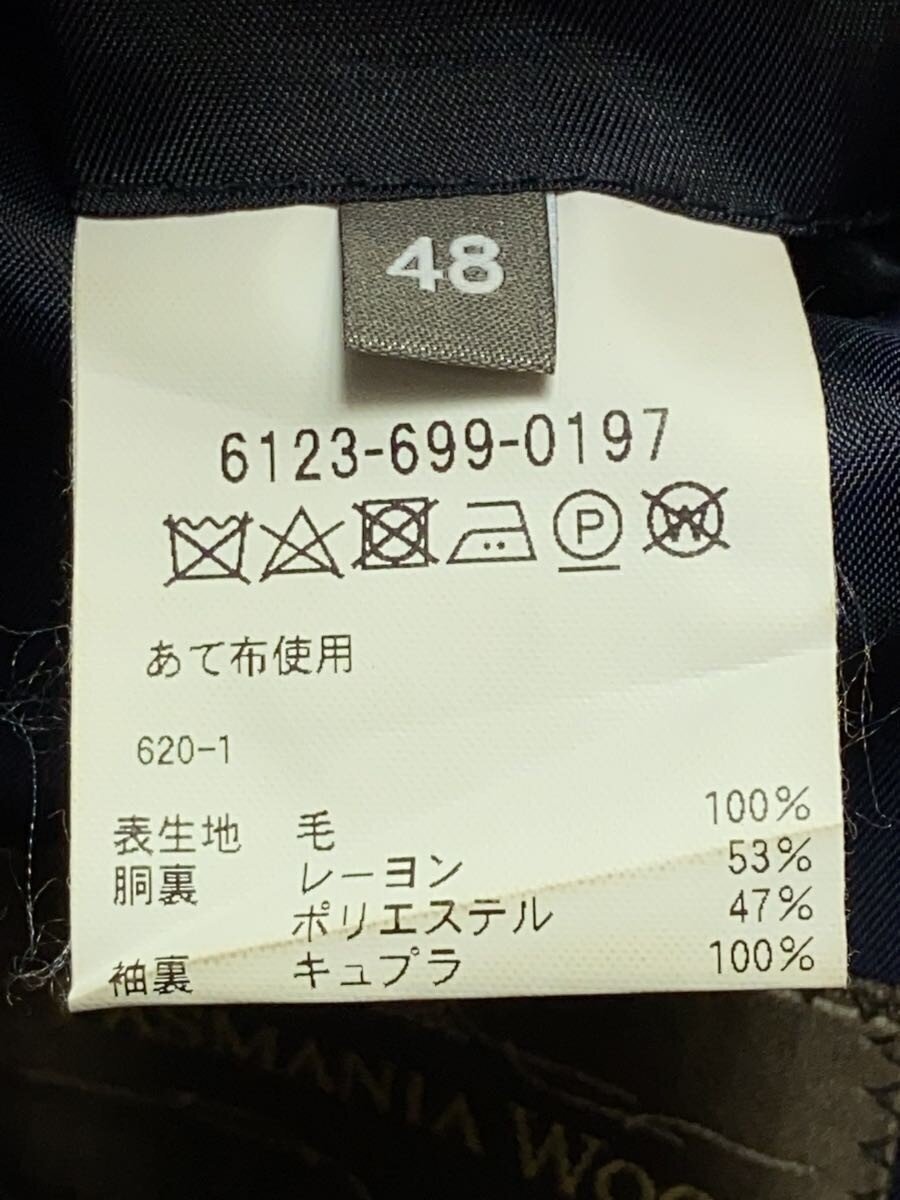 48
6123-699-0197
P
W
あて布使用
620-1
表生地 毛 100%
胴裏 レーヨン 53%
ポリエステル 47%
袖裏 キュプラ 100%